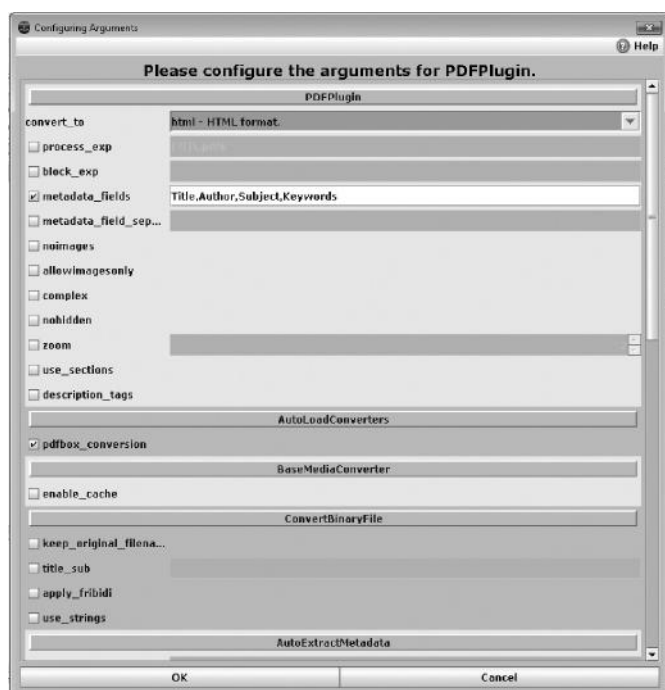 Configuring Arguments
Help
Please configure the arguments for PDFPlugin.
PDFPlugin
convert_to html - HTML format.
process_exp
block_exp
metadata_fields Title,Author,Subject,Keywords
metadata_field_sep...
noimages
allowimagesonly
complex
nohidden
zoom
use_sections
description_tags
AutoLoadConverters
pdfbox_conversion
BaseMediaConverter
enable_cache
ConvertBinaryFile
keep_original_filena...
title_sub
apply_fribidi
use_strings
AutoExtractMetadata
OK Cancel